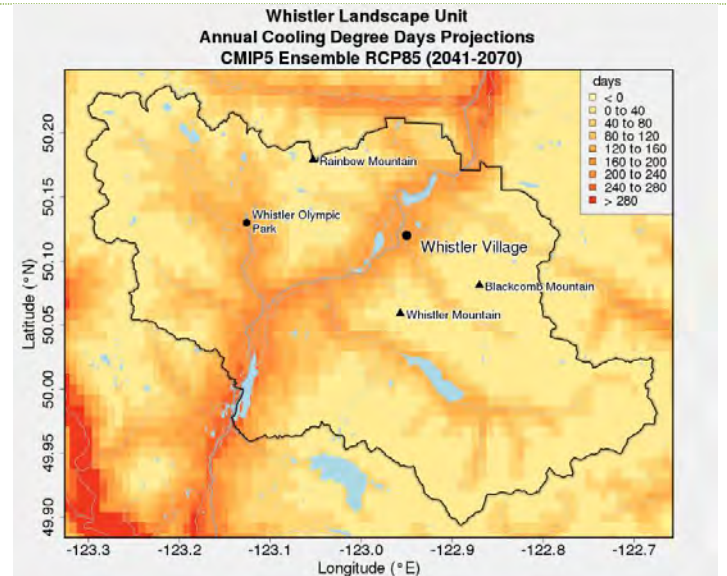 Whistler Landscape Unit
Annual Cooling Degree Days Projections
CMIP5 Ensemble RCP85 (2041-2070)
days
< 0
0 to 40
40 to 80
80 to 120
120 to 160
160 to 200
200 to 240
240 to 280
> 280
Rainbow Mountain
Whistler Olympic
Park
Whistler Village
Blackcomb Mountain
Whistler Mountain
Latitude (°N)
50.20
50.15
50.10
50.05
50.00
49.95
49.90
-123.3 -123.2 -123.1 -123.0 -122.9 -122.8 -122.7
Longitude (°E)